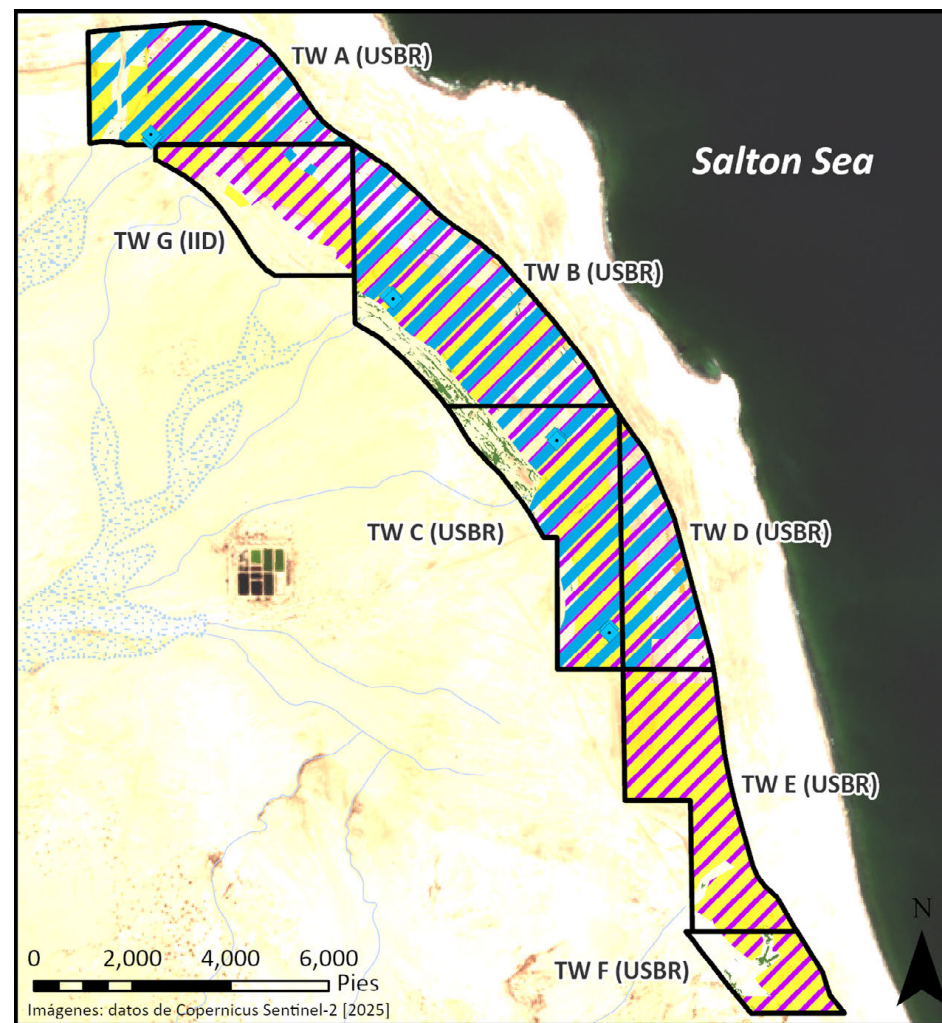 TW A (USBR)
Salton Sea
TW G (IID)
TW B (USBR)
TW C (USBR)
TW D (USBR)
TW E (USBR)
N
TW F (USBR)
0 2,000 4,000 6,000
Pies
Imágenes: datos de Copernicus Sentinel-2 [2025]